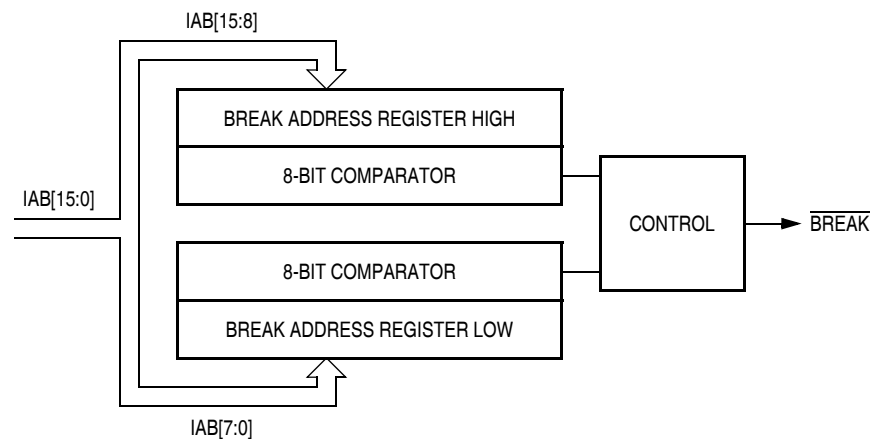 IAB[15:8]
BREAK ADDRESS REGISTER HIGH
8-BIT COMPARATOR
IAB[15:0]
CONTROL
BREAK
8-BIT COMPARATOR
BREAK ADDRESS REGISTER LOW
IAB[7:0]